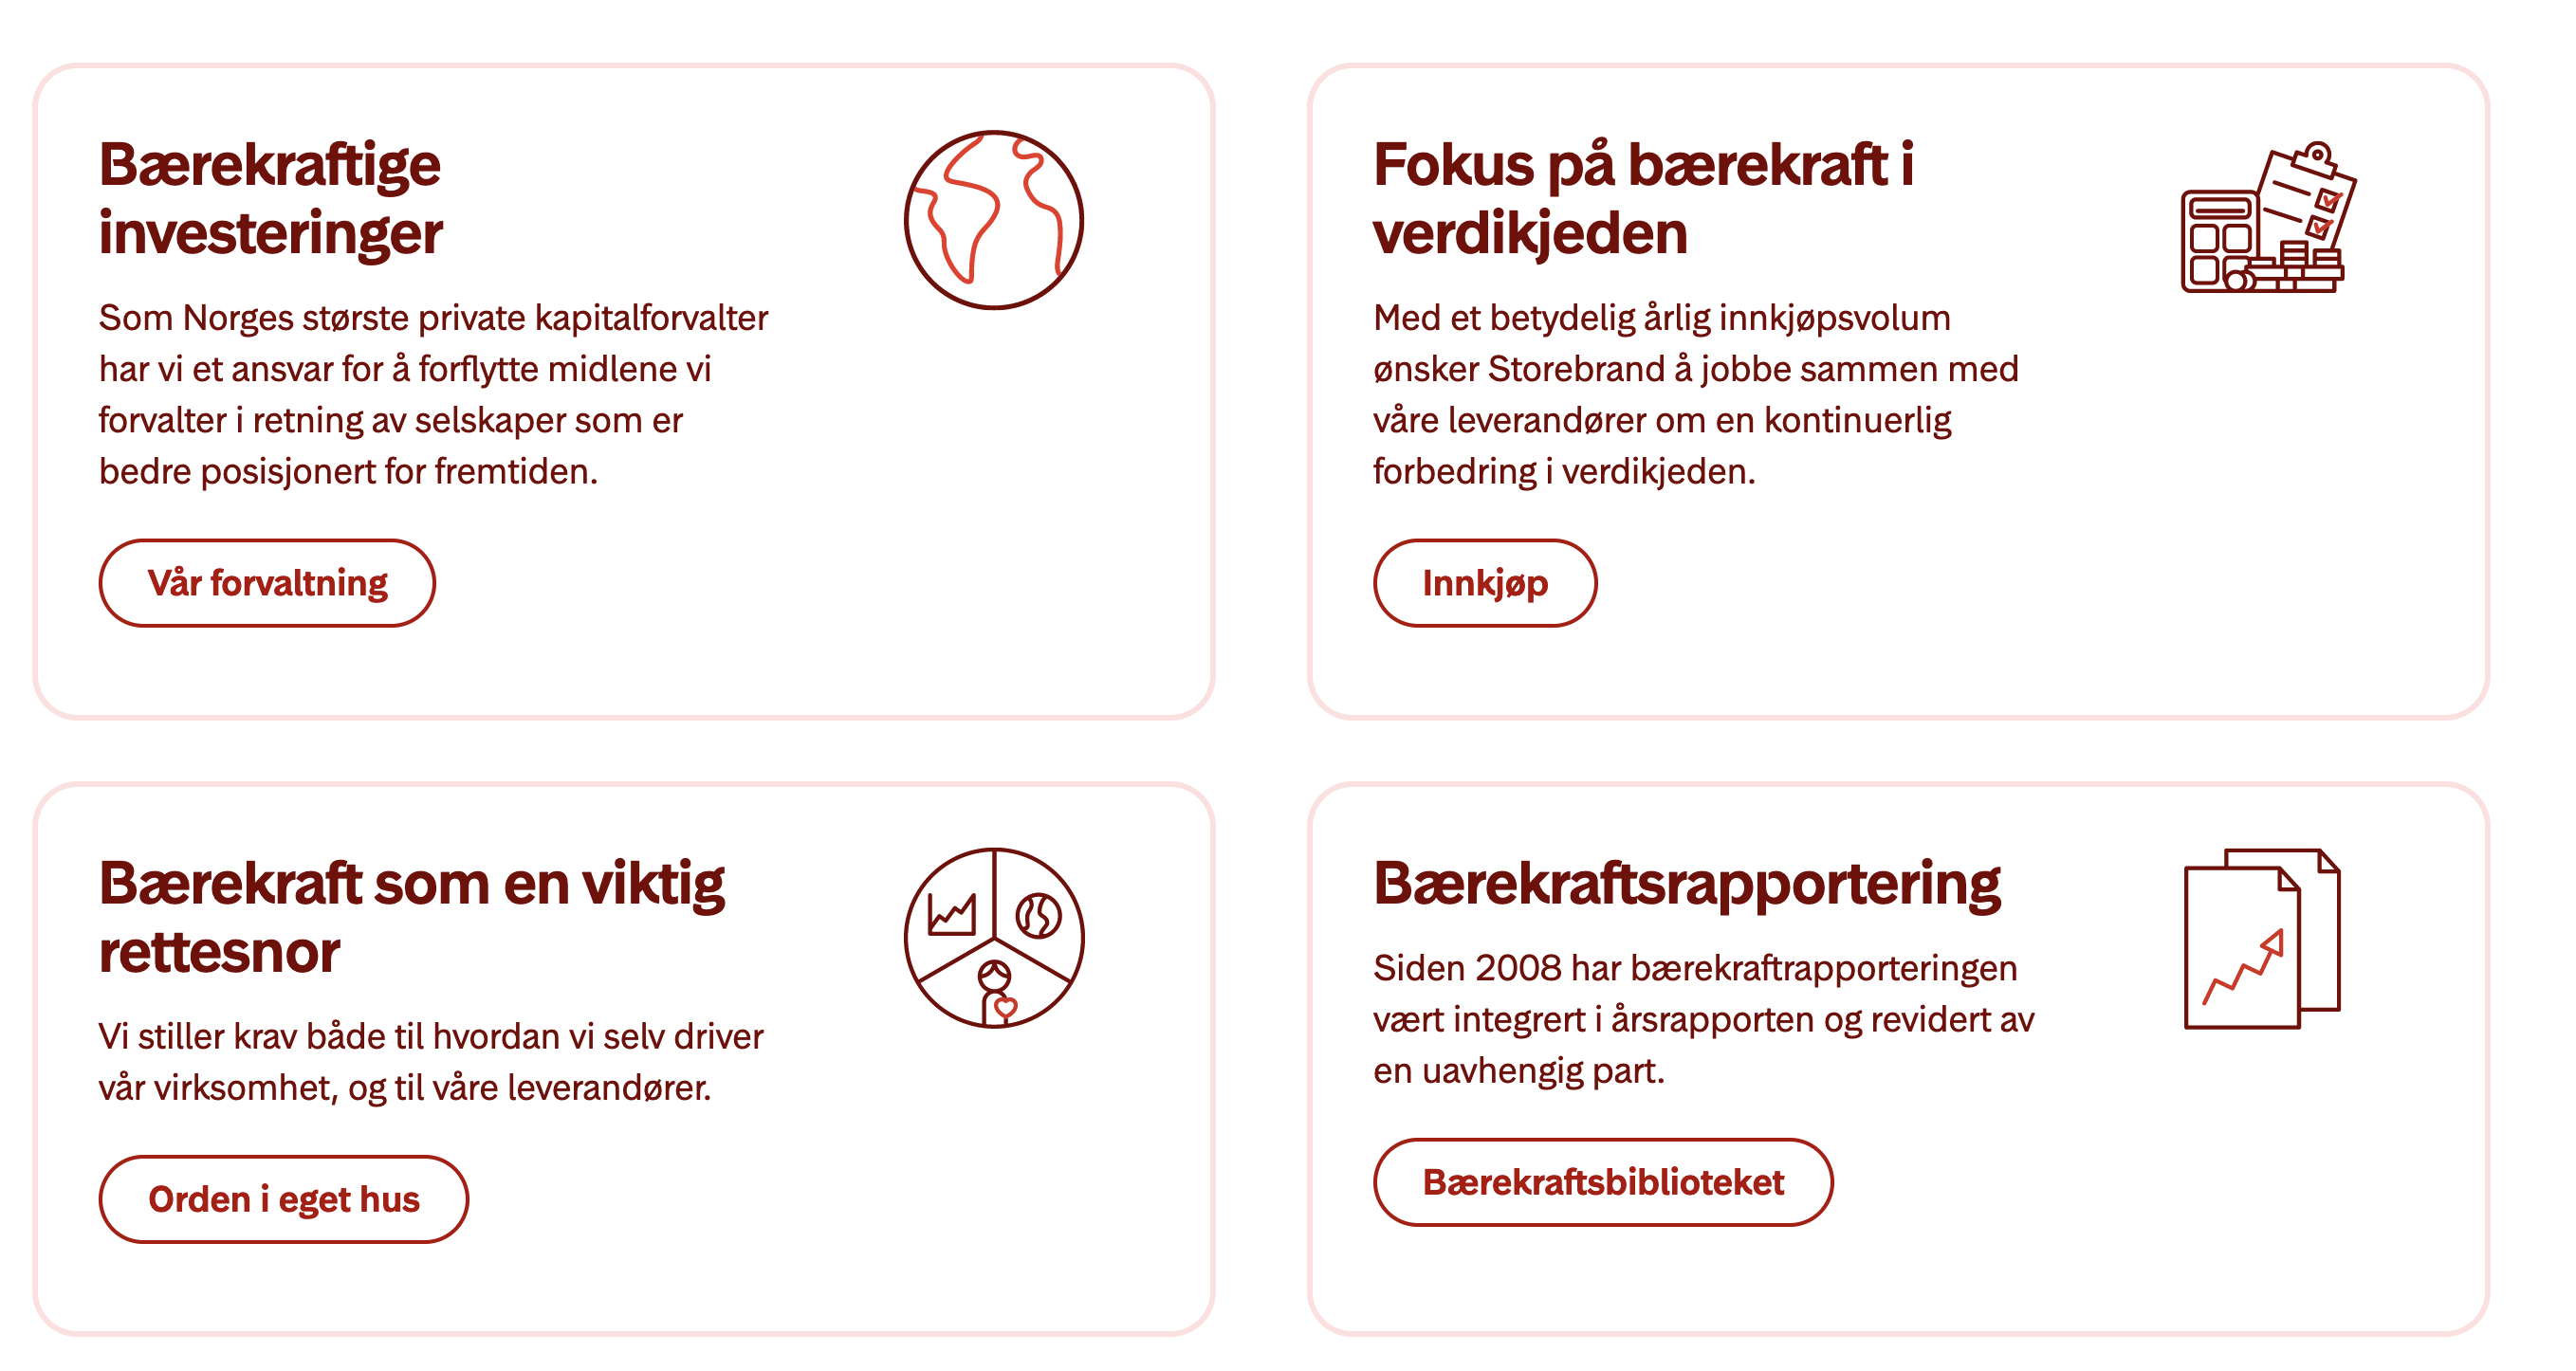 Bærekraftige
investeringer
Som Norges største private kapitalforvalter
har vi et ansvar for å forflytte midlene vi
forvalter i retning av selskaper som er
bedre posisjonert for fremtiden.
Vår forvaltning
Fokus på bærekraft i
verdikjeden
Med et betydelig årlig innkjøpsvolum
ønsker Storebrand å jobbe sammen med
våre leverandører om en kontinuerlig
forbedring i verdikjeden.
Innkjøp
Bærekraft som en viktig
rettesnor
Vi stiller krav både til hvordan vi selv driver
vår virksomhet, og til våre leverandører.
Orden i eget hus
Bærekraftsrapportering
Siden 2008 har bærekraftrapporteringen
vært integrert i årsrapporten og revidert av
en uavhengig part.
Bærekraftsbiblioteket